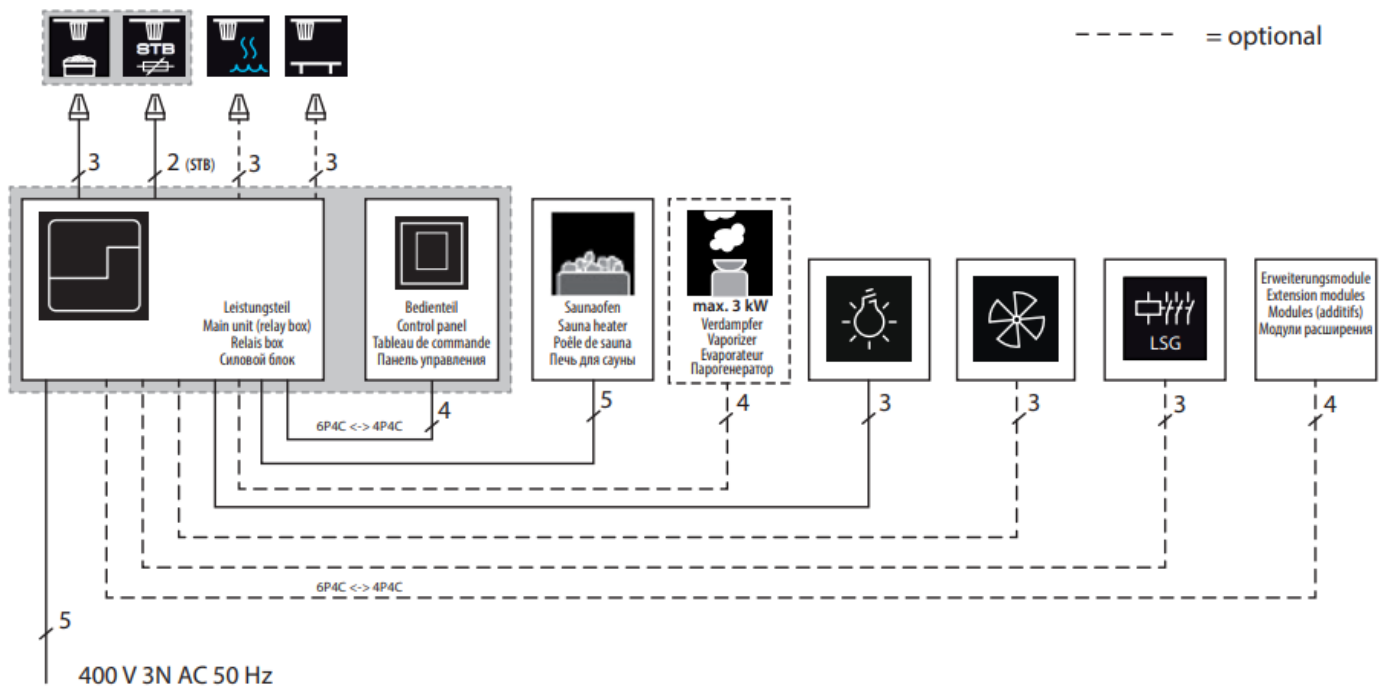 = optional
STB
3
2 (STB)
3
3
Leistungsteil
Main unit (relay box)
Relais box
Силовой блок
Bedienteil
Control panel
Tableau de commande
Панель управления
Saunaofen
Sauna heater
Poêle de sauna
Печь для сауны
max. 3 kW
Verdampfer
Vaporizer
Evaporateur
Парогенератор
LSG
Erweiterungsmodule
Extension modules
Modules (additifs)
Модули расширения
4
5
4
3
3
3
4
6P4C <-> 4P4C
6P4C <-> 4P4C
5
400 V 3N AC 50 Hz